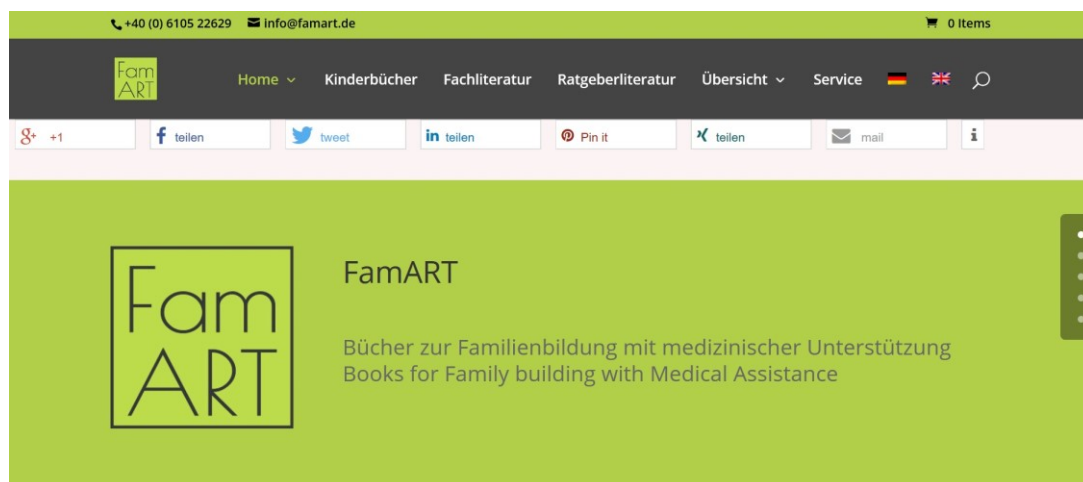 +40 (0) 6105 22629 info@famart.de 0 Items
Fam
ART
Home Kinderbücher Fachliteratur Ratgeberliteratur Übersicht Service
g+ +1 f teilen tweet in teilen Pin it teilen mail i
Fam
ART
FamART
Bücher zur Familienbildung mit medizinischer Unterstützung
Books for Family building with Medical Assistance